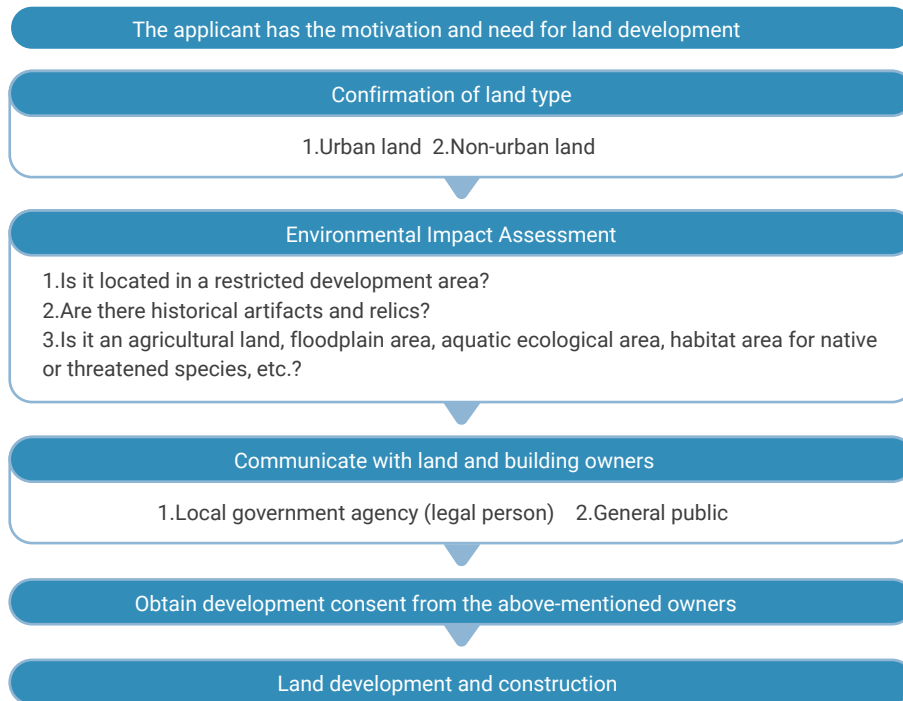 The applicant has the motivation and need for land development
Confirmation of land type
1.Urban land 2.Non-urban land
Environmental Impact Assessment
1.Is it located in a restricted development area?
2.Are there historical artifacts and relics?
3.Is it an agricultural land, floodplain area, aquatic ecological area, habitat area for native
or threatened species, etc.?
Communicate with land and building owners
1.Local government agency (legal person) 2.General public
Obtain development consent from the above-mentioned owners
Land development and construction